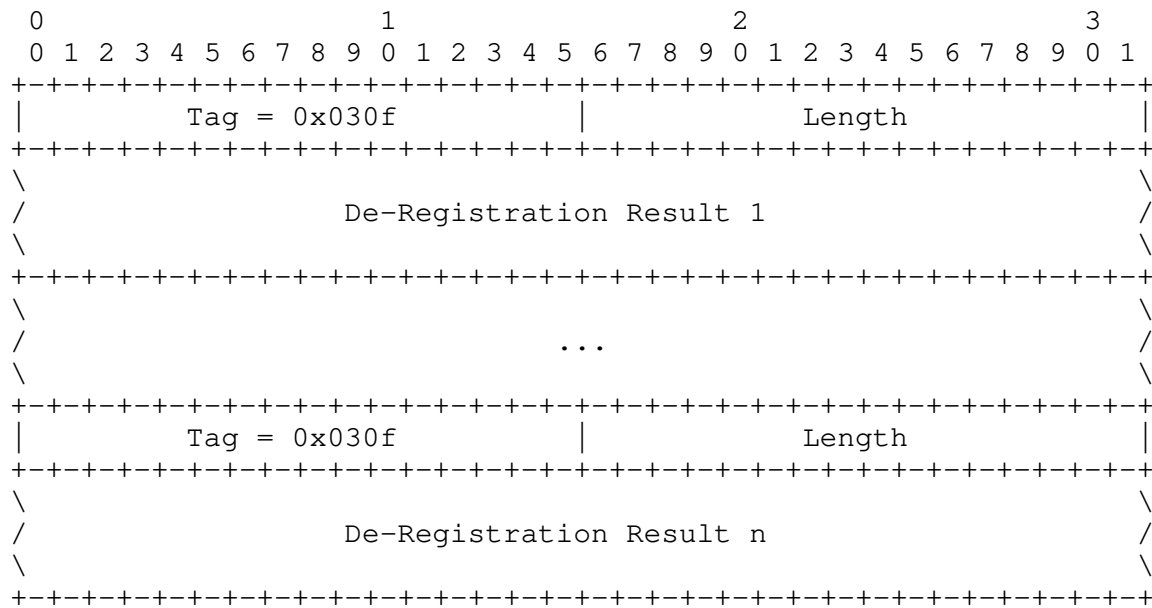 0                   1                   2                   3
 0 1 2 3 4 5 6 7 8 9 0 1 2 3 4 5 6 7 8 9 0 1 2 3 4 5 6 7 8 9 0 1
+-+-+-+-+-+-+-+-+-+-+-+-+-+-+-+-+-+-+-+-+-+-+-+-+-+-+-+-+-+-+-+-+
|         Tag = 0x030f          |            Length             |
+-+-+-+-+-+-+-+-+-+-+-+-+-+-+-+-+-+-+-+-+-+-+-+-+-+-+-+-+-+-+-+-+
\                                                               \
/                  De-Registration Result 1                     /
\                                                               \
+-+-+-+-+-+-+-+-+-+-+-+-+-+-+-+-+-+-+-+-+-+-+-+-+-+-+-+-+-+-+-+-+
\                                                               \
/                              ...                              /
\                                                               \
+-+-+-+-+-+-+-+-+-+-+-+-+-+-+-+-+-+-+-+-+-+-+-+-+-+-+-+-+-+-+-+-+
|         Tag = 0x030f          |            Length             |
+-+-+-+-+-+-+-+-+-+-+-+-+-+-+-+-+-+-+-+-+-+-+-+-+-+-+-+-+-+-+-+-+
\                                                               \
/                  De-Registration Result n                     /
\                                                               \
+-+-+-+-+-+-+-+-+-+-+-+-+-+-+-+-+-+-+-+-+-+-+-+-+-+-+-+-+-+-+-+-+